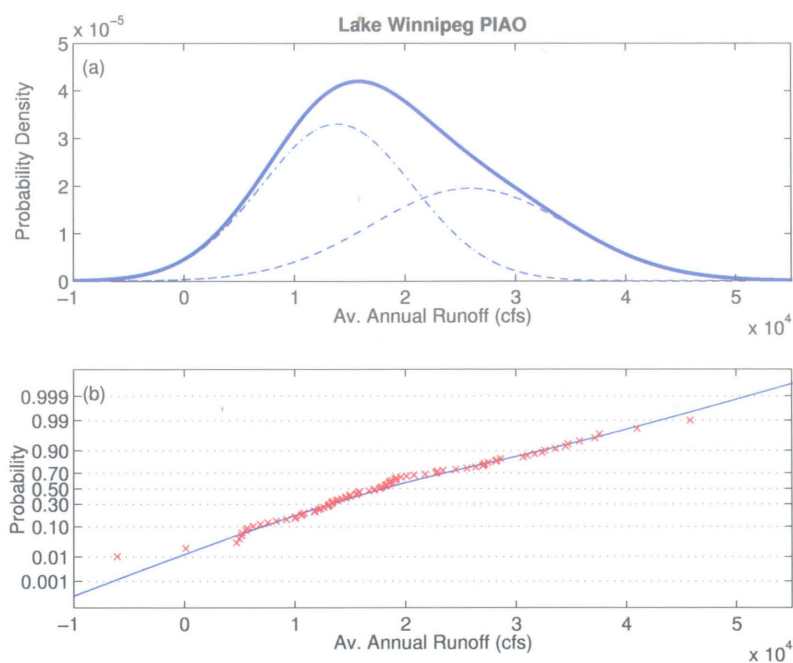 Lake Winnipeg PIAO
x 10^-5
(a)
5
4
3
2
1
0
Probability Density
-1 0 1 2 3 4 5
Av. Annual Runoff (cfs)
x 10^4
(b)
0.999
0.99
0.90
0.70
0.50
0.30
0.10
0.01
0.001
Probability
-1 0 1 2 3 4 5
Av. Annual Runoff (cfs)
x 10^4